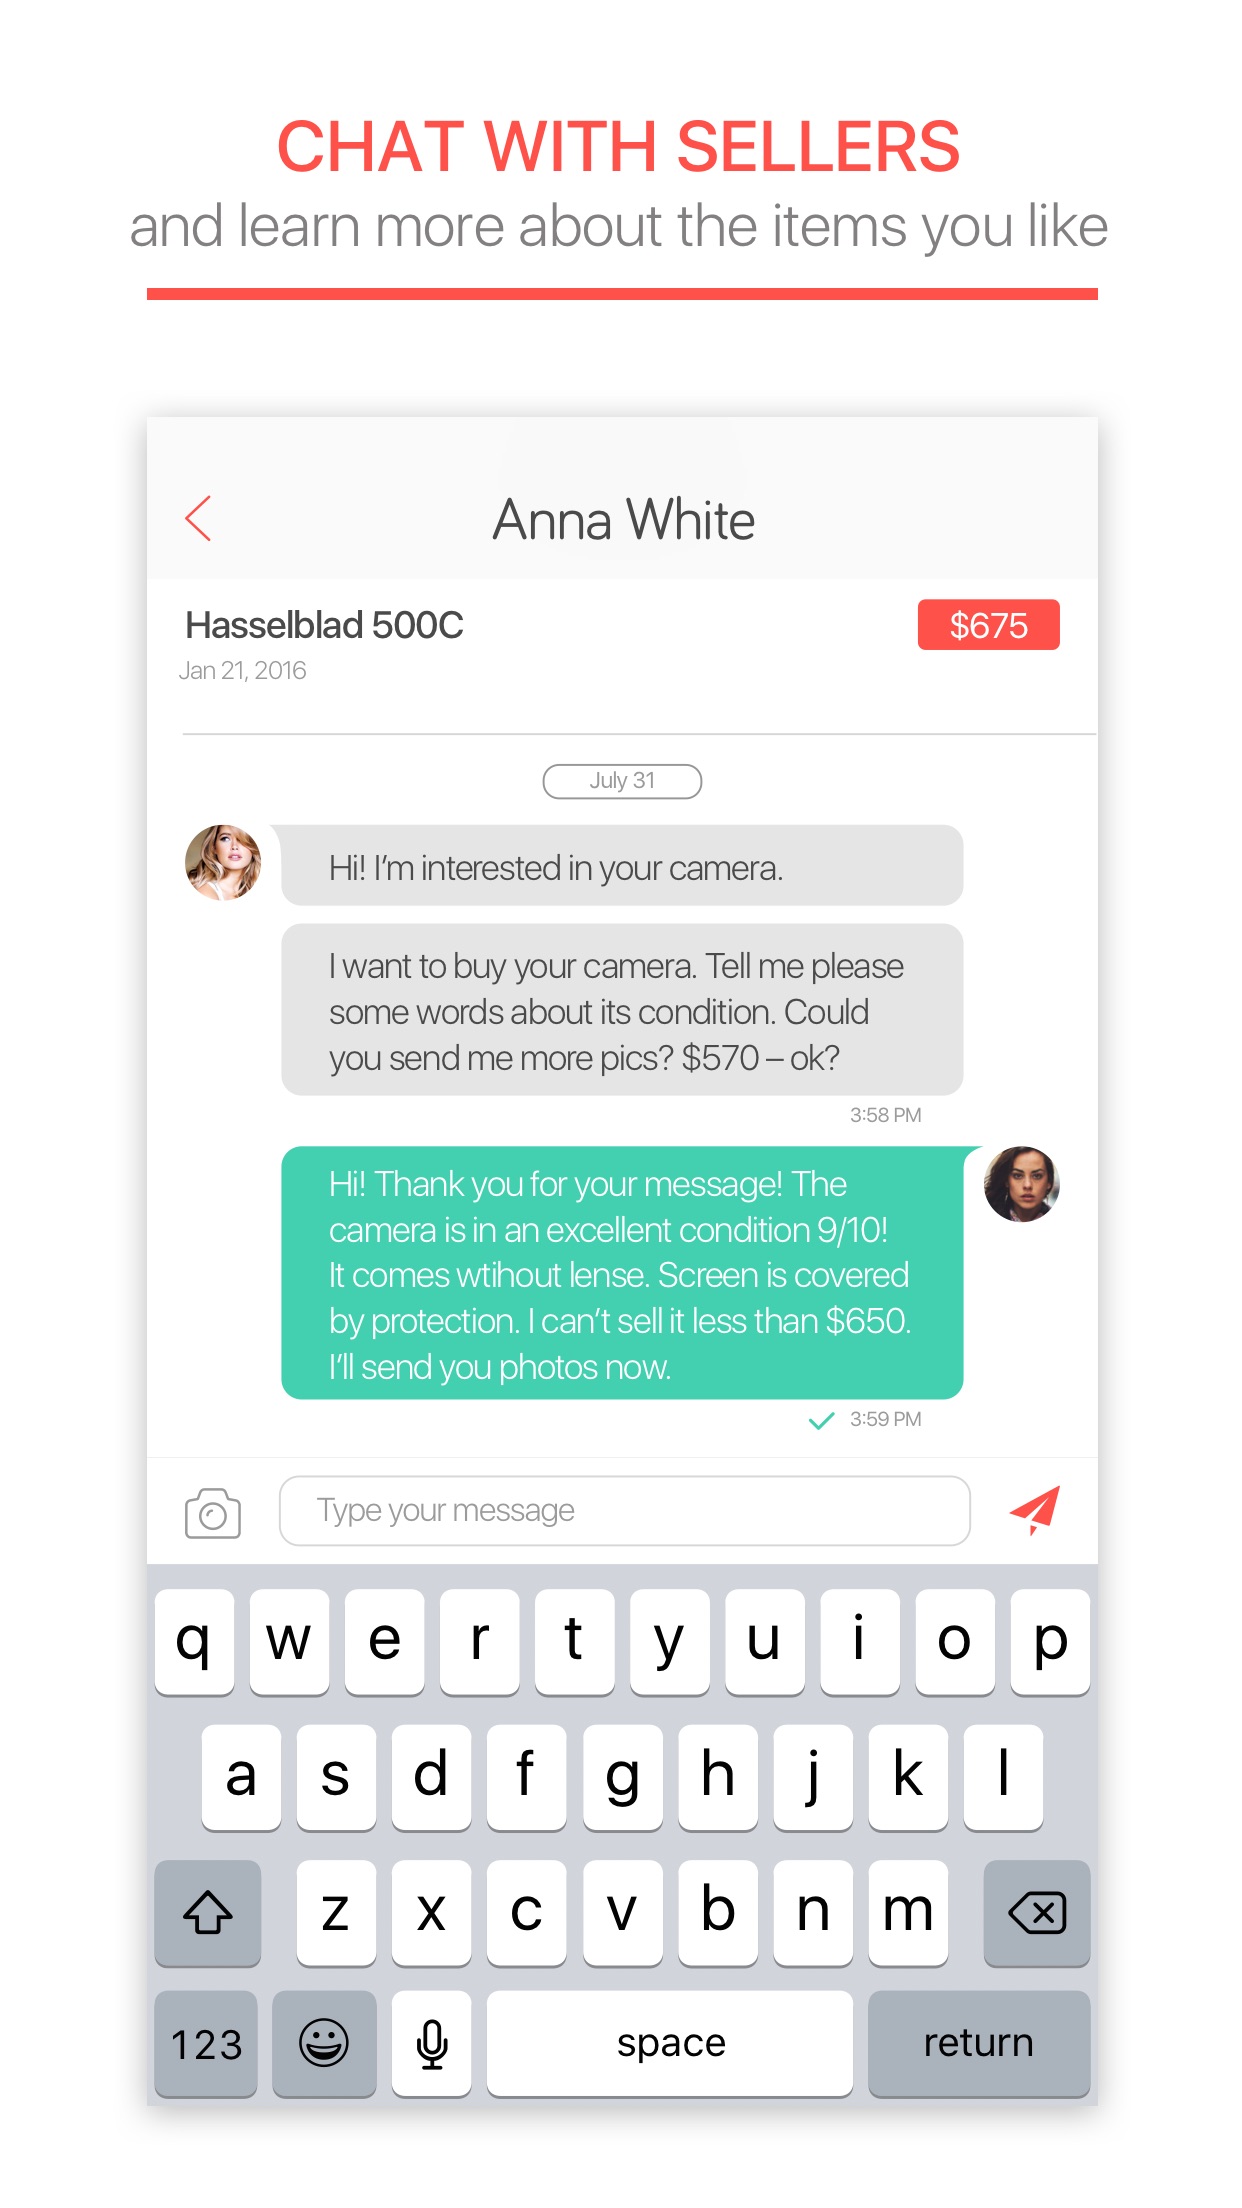 CHAT WITH SELLERS
and learn more about the items you like
Anna White
Hasselblad 500C
$675
Jan 21, 2016
July 31
Hi! I'm interested in your camera.
I want to buy your camera. Tell me please
some words about its condition. Could
you send me more pics? $570 – ok?
3:58 PM
Hi! Thank you for your message! The
camera is in an excellent condition 9/10!
It comes wtihout lense. Screen is covered
by protection. I can't sell it less than $650.
I'll send you photos now.
3:59 PM
Type your message
q w e r t y u i o p
a s d f g h j k l
z x c v b n m
123 space return